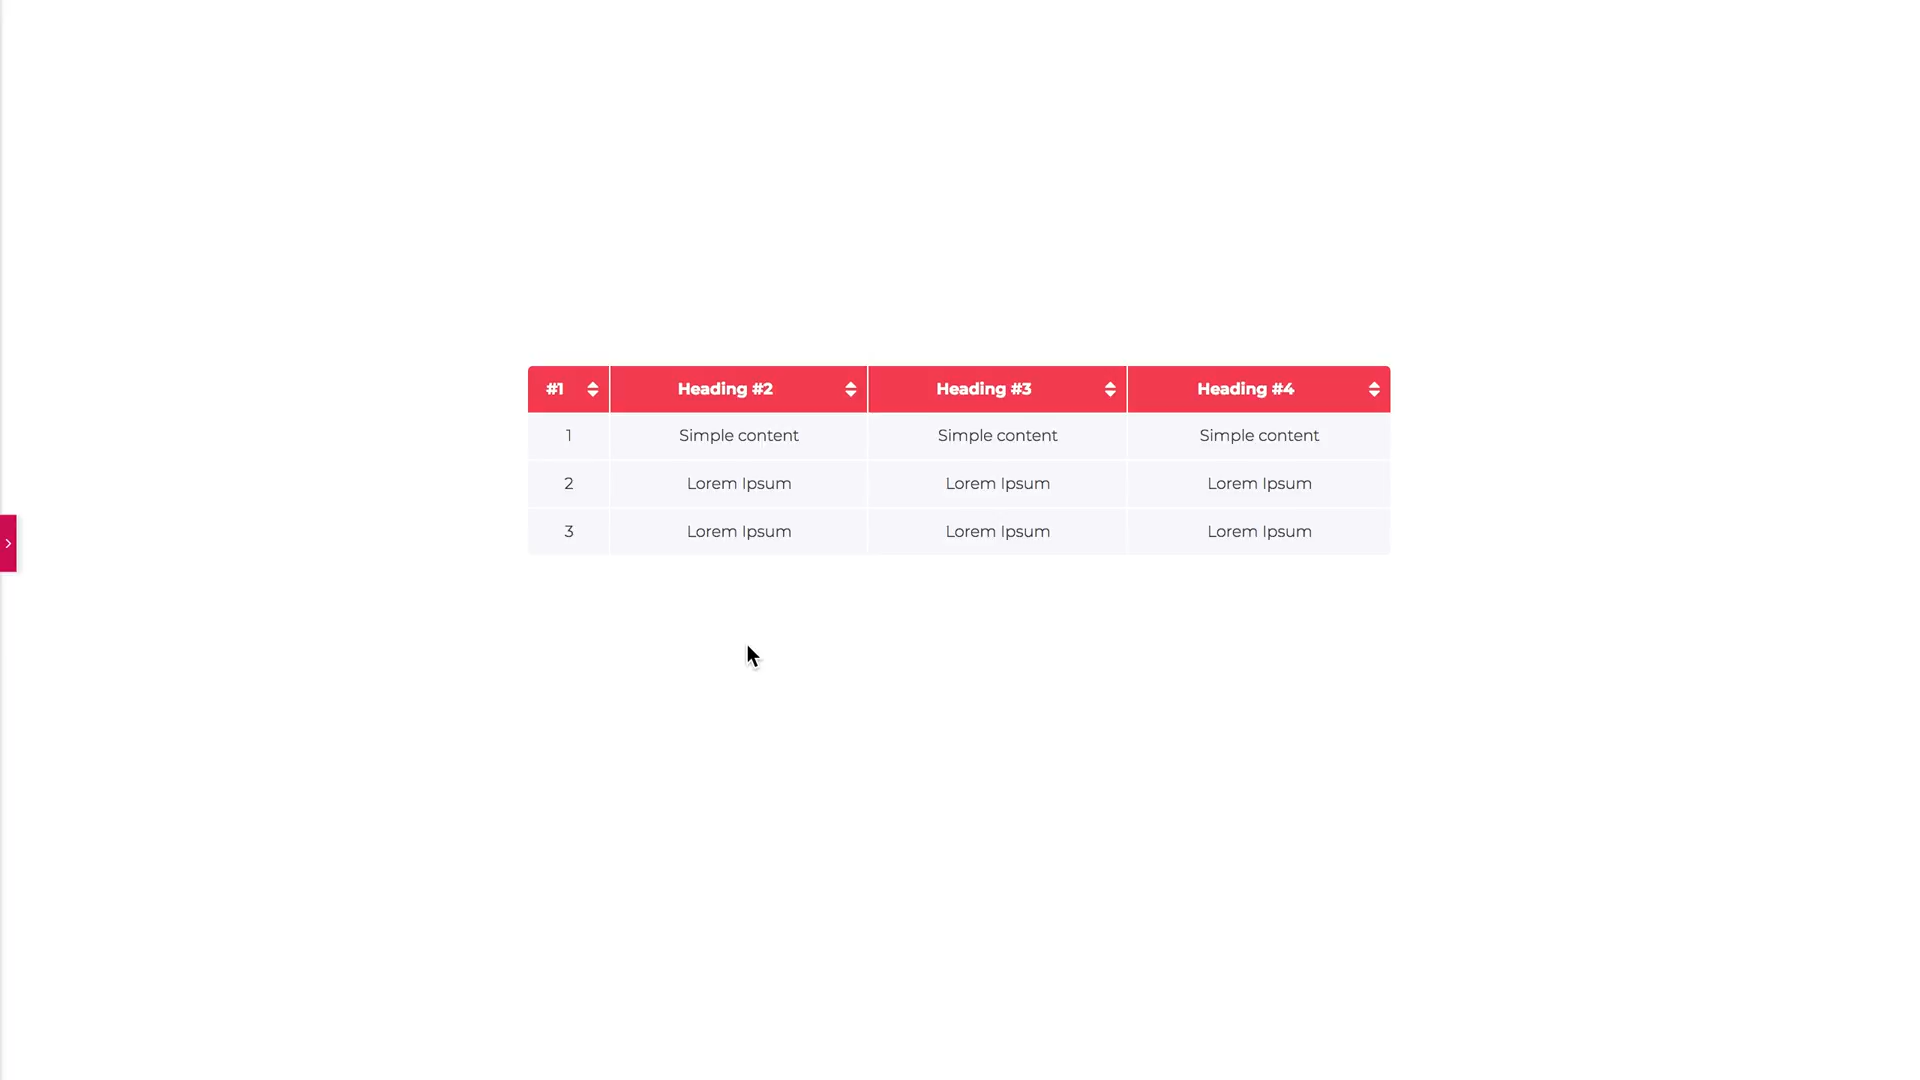 #1 Heading #2 Heading #3 Heading #4
1 Simple content Simple content Simple content
2 Lorem Ipsum Lorem Ipsum Lorem Ipsum
3 Lorem Ipsum Lorem Ipsum Lorem Ipsum